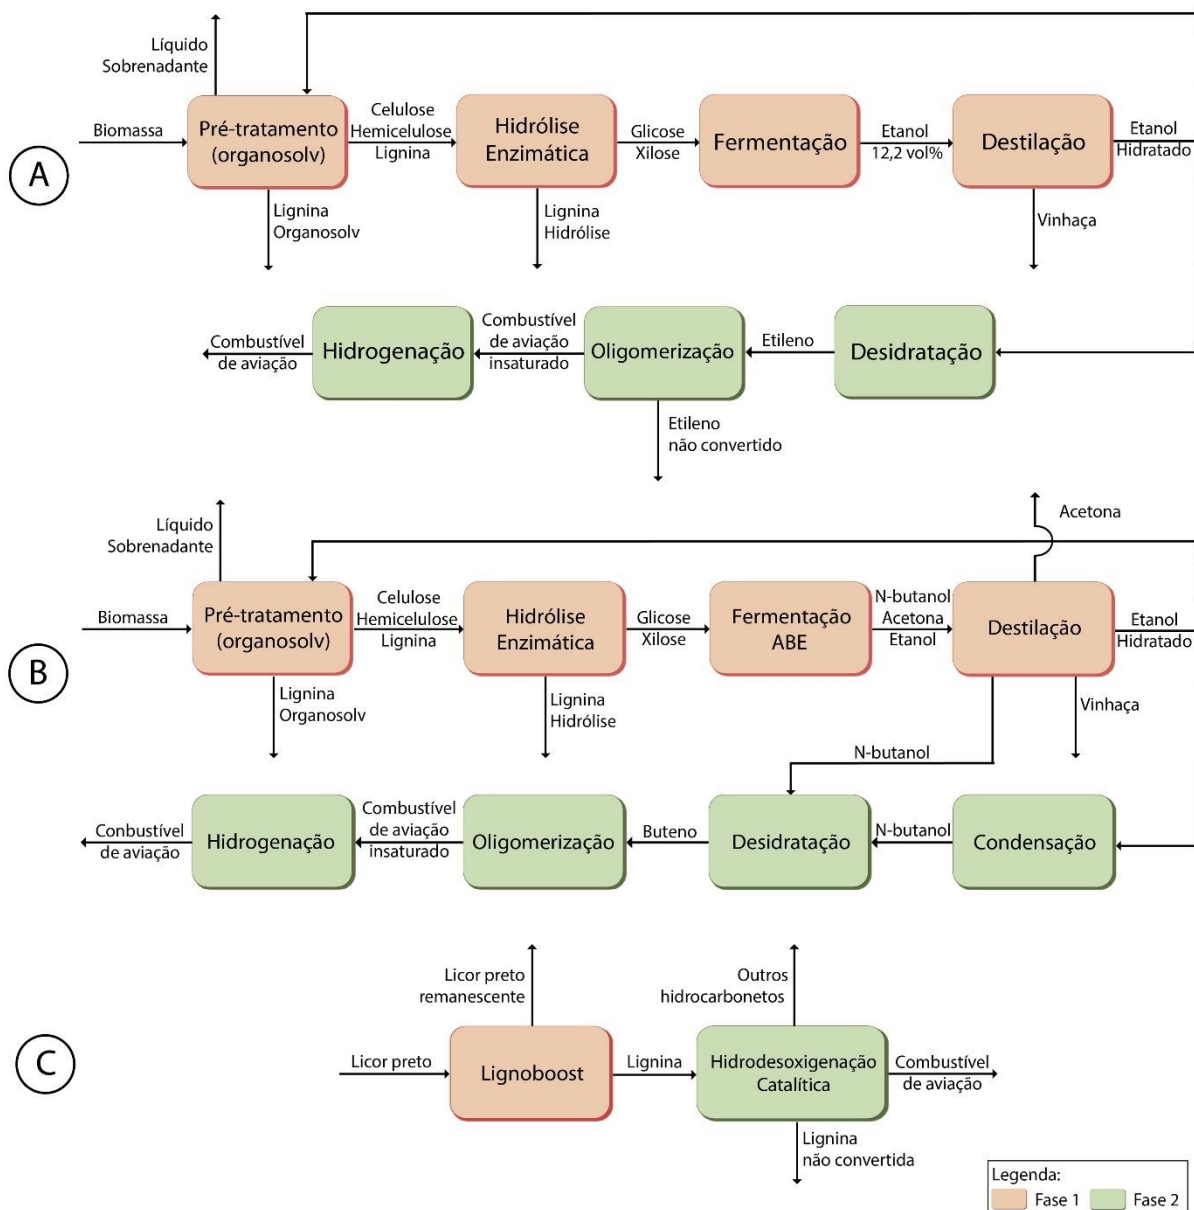 Líquido
Sobrenadante
Biomassa
Pré-tratamento
(organosolv)
Celulose
Hemicelulose
Lignina
Hidrólise
Enzimática
Glicose
Xilose
Fermentação
Etanol
12,2 vol%
Destilação
Etanol
Hidratado
A
Lignina
Organosolv
Lignina
Hidrólise
Vinhaça
Combustível
de aviação
Hidrogenação
Combustível
de aviação
insaturado
Oligomerização
Etileno
Desidratação
Etileno
não convertido
Líquido
Sobrenadante
Acetona
Biomassa
Pré-tratamento
(organosolv)
Celulose
Hemicelulose
Lignina
Hidrólise
Enzimática
Glicose
Xilose
Fermentação
ABE
N-butanol
Acetona
Etanol
Destilação
Etanol
Hidratado
B
Lignina
Organosolv
Lignina
Hidrólise
Vinhaça
N-butanol
Conbustível
de aviação
Hidrogenação
Combustível
de aviação
insaturado
Oligomerização
Buteno
Desidratação
N-butanol
Condensação
Licor preto
remanescente
Outros
hidrocarbonetos
C
Licor preto
Lignoboost
Lignina
Hidrodesoxigenação
Catalítica
Combustível
de aviação
Lignina
não convertida
Legenda:
Fase 1
Fase 2